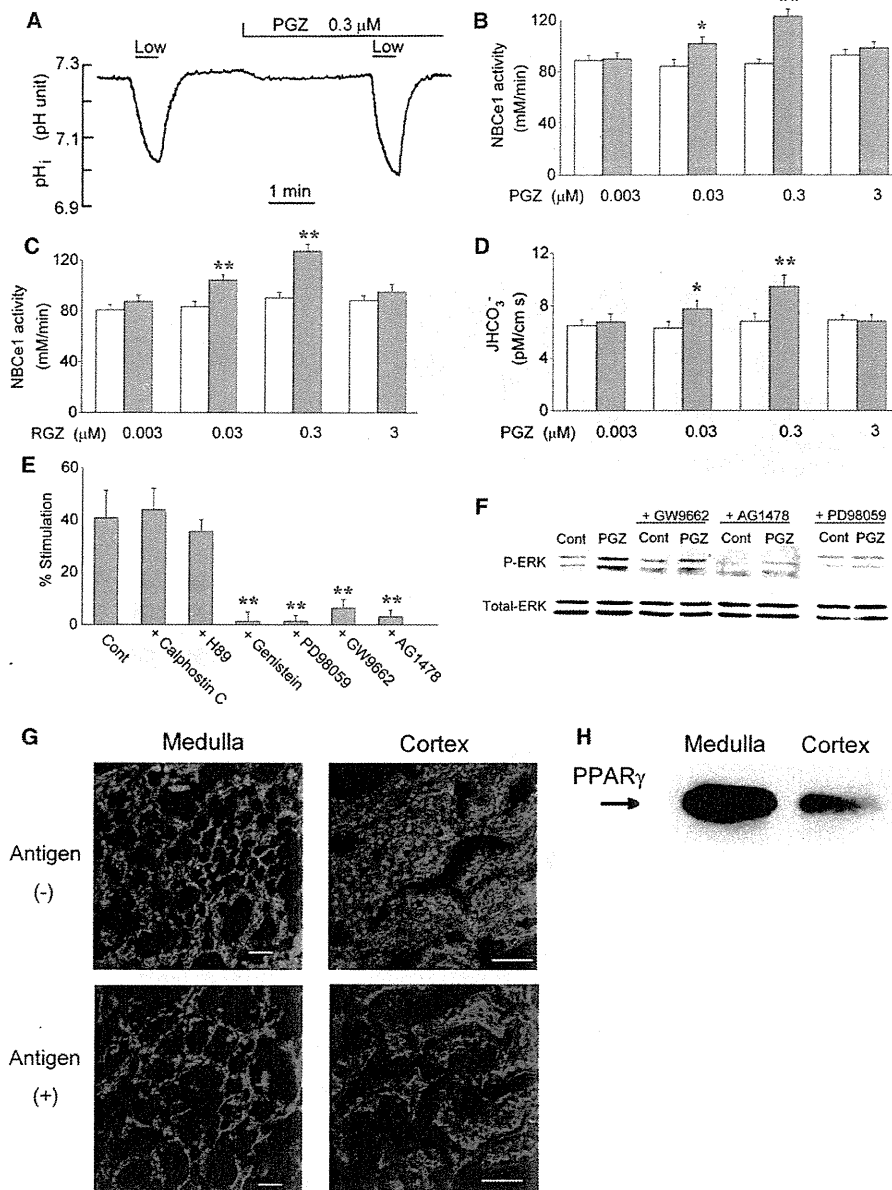 A
PGZ 0.3 μM
Low
Low
7.3
7.1
6.9
pHi (pH unit)
1 min
B
**
*
120
80
40
0
NBCe1 activity
(mM/min)
PGZ (μM) 0.003 0.03 0.3 3
C
**
**
120
80
40
0
NBCe1 activity
(mM/min)
RGZ (μM) 0.003 0.03 0.3 3
D
*
**
12
9
6
3
0
JHCO3-
(pM/cm s)
PGZ (μM) 0.003 0.03 0.3 3
E
60
40
20
0
% Stimulation
** ** ** **
Cont
+ Calphostin C
+ H89
+ Genistein
+ PD98059
+ GW9662
+ AG1478
F
+ GW9662 + AG1478 + PD98059
Cont PGZ Cont PGZ Cont PGZ Cont PGZ
P-ERK
Total-ERK
G
Medulla Cortex
Antigen
(-)
Antigen
(+)
H
Medulla Cortex
PPARγ